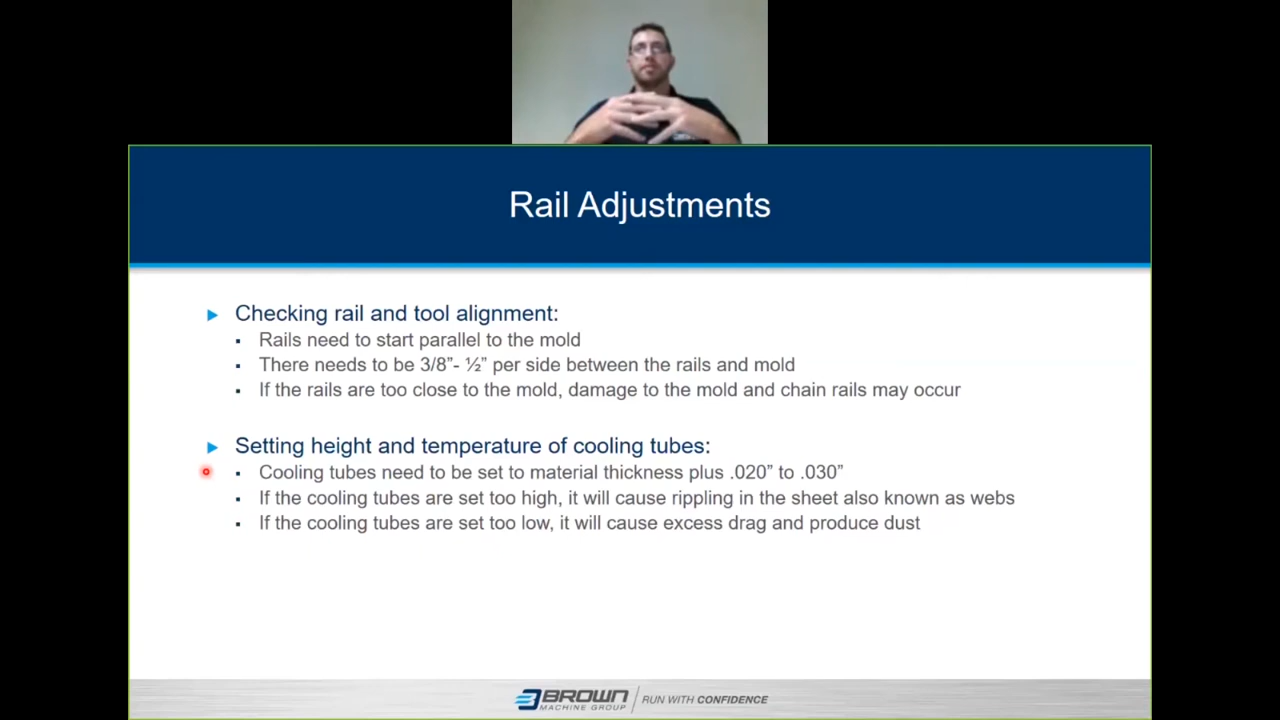 Rail Adjustments
Checking rail and tool alignment:
Rails need to start parallel to the mold
There needs to be 3/8”- ½” per side between the rails and mold
If the rails are too close to the mold, damage to the mold and chain rails may occur
Setting height and temperature of cooling tubes:
Cooling tubes need to be set to material thickness plus .020” to .030”
If the cooling tubes are set too high, it will cause rippling in the sheet also known as webs
If the cooling tubes are set too low, it will cause excess drag and produce dust
BROWN
MACHINE GROUP
RUN WITH CONFIDENCE